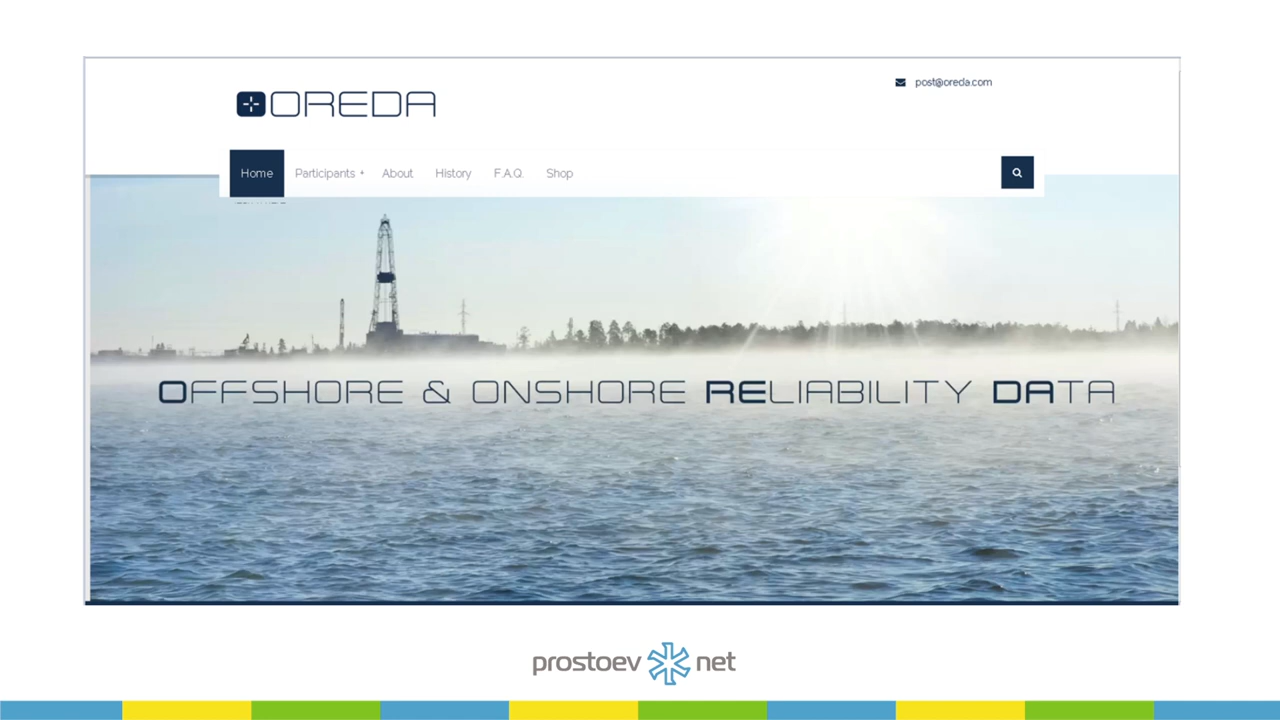 post@oreda.com
OREDA
Home Participants + About History F.A.Q. Shop
OFFSHORE & ONSHORE RELIABILITY DATA
prostoev net